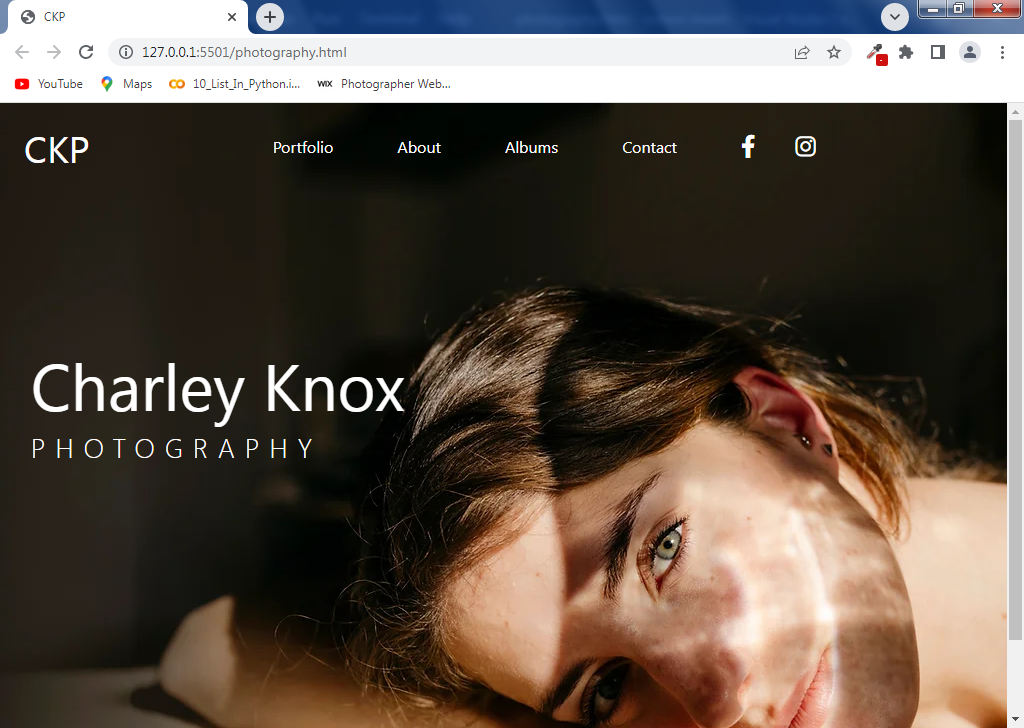 CKP
127.0.0.1:5501/photography.html
YouTube Maps 10_List_In_Python.i... WIX Photographer Web...
CKP Portfolio About Albums Contact
Charley Knox
PHOTOGRAPHY